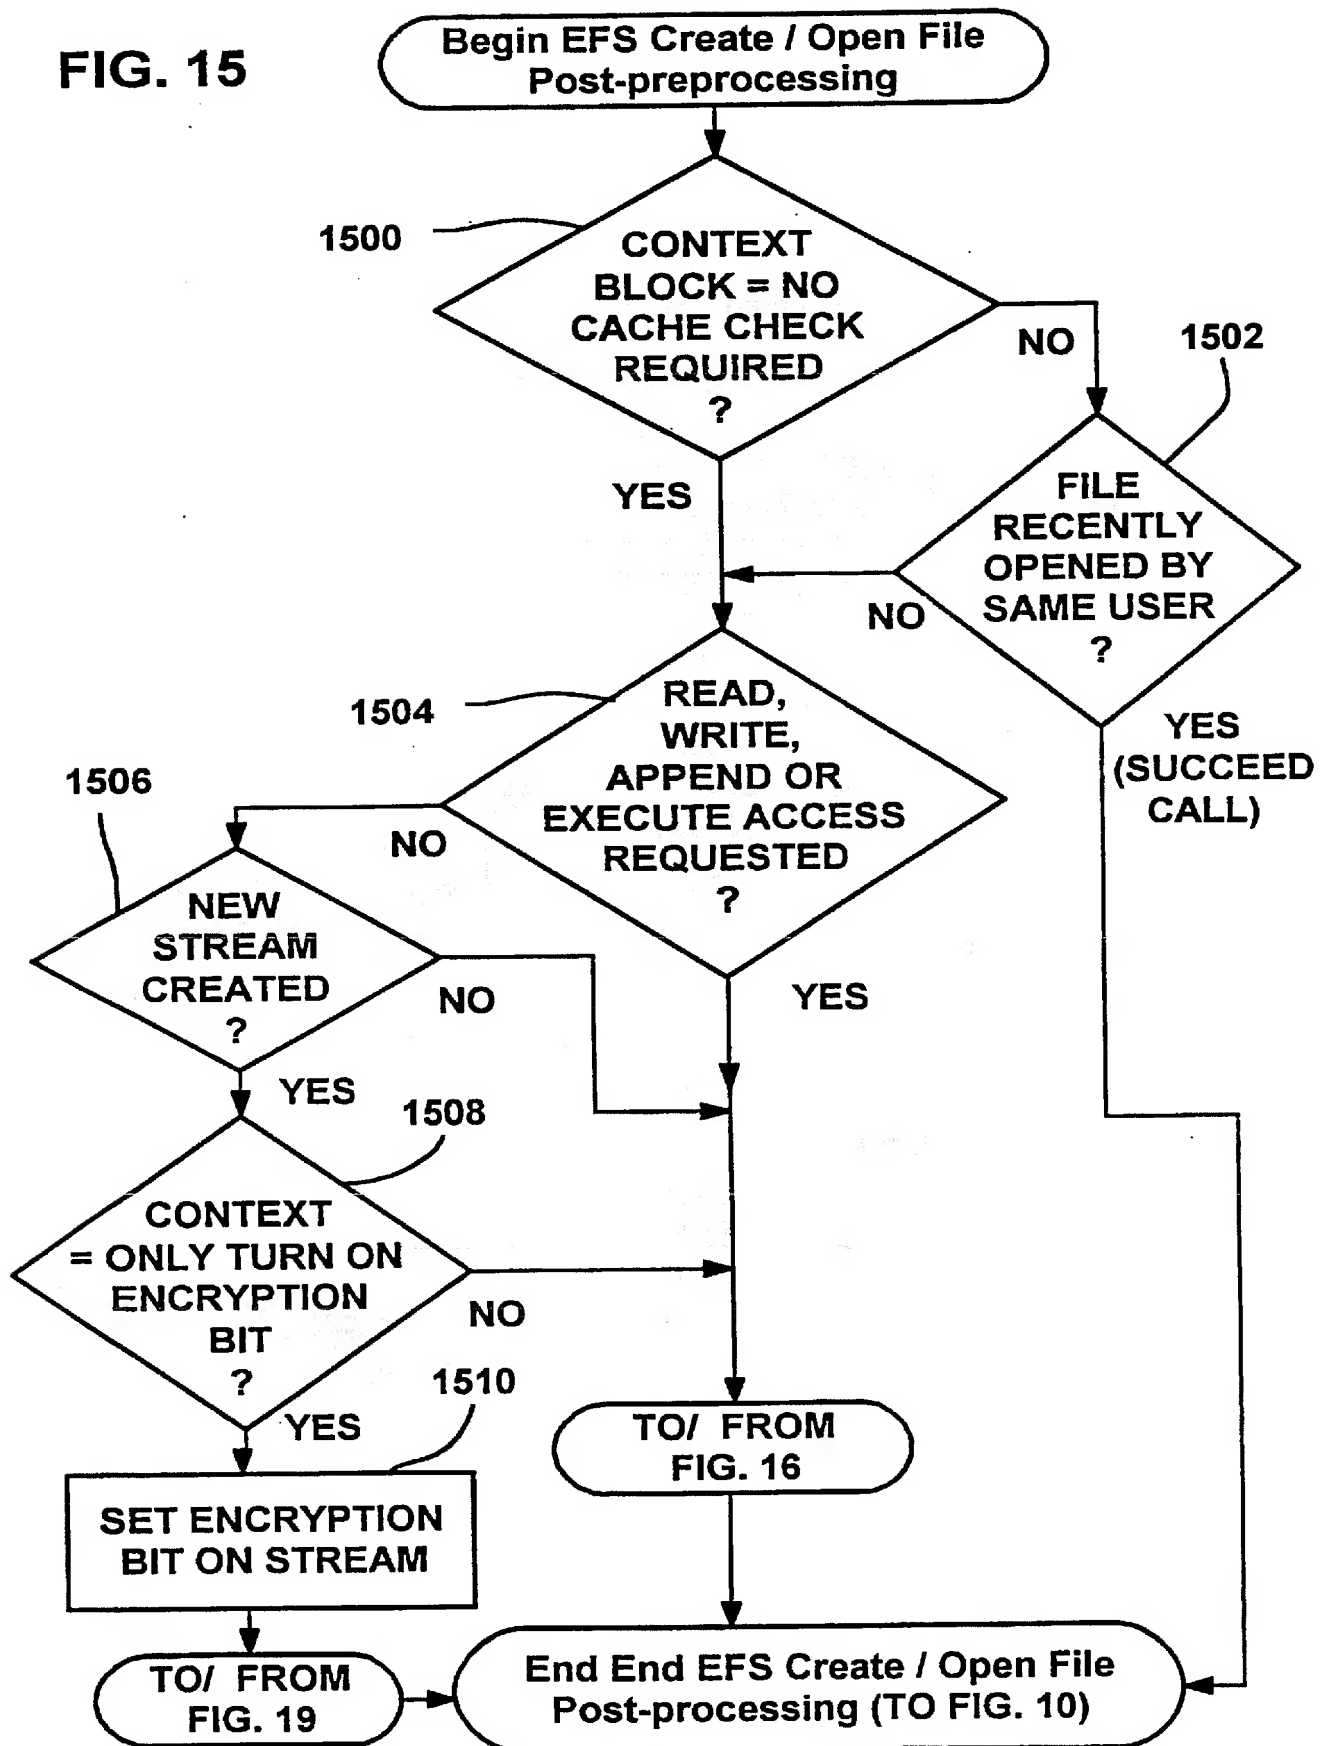 FIG. 15
Begin EFS Create / Open File
Post-preprocessing
1500
CONTEXT
BLOCK = NO
CACHE CHECK
REQUIRED
?
NO
1502
YES
FILE
RECENTLY
OPENED BY
SAME USER
?
NO
YES
(SUCCEED
CALL)
1504
READ,
WRITE,
APPEND OR
EXECUTE ACCESS
REQUESTED
?
NO
YES
1506
NEW
STREAM
CREATED
?
NO
YES
1508
CONTEXT
= ONLY TURN ON
ENCRYPTION
BIT
?
NO
YES
1510
SET ENCRYPTION
BIT ON STREAM
TO/ FROM
FIG. 16
TO/ FROM
FIG. 19
End End EFS Create / Open File
Post-processing (TO FIG. 10)